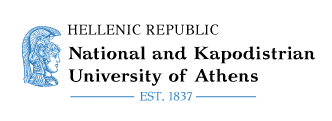 HELLENIC REPUBLIC
National and Kapodistrian
University of Athens
EST. 1837